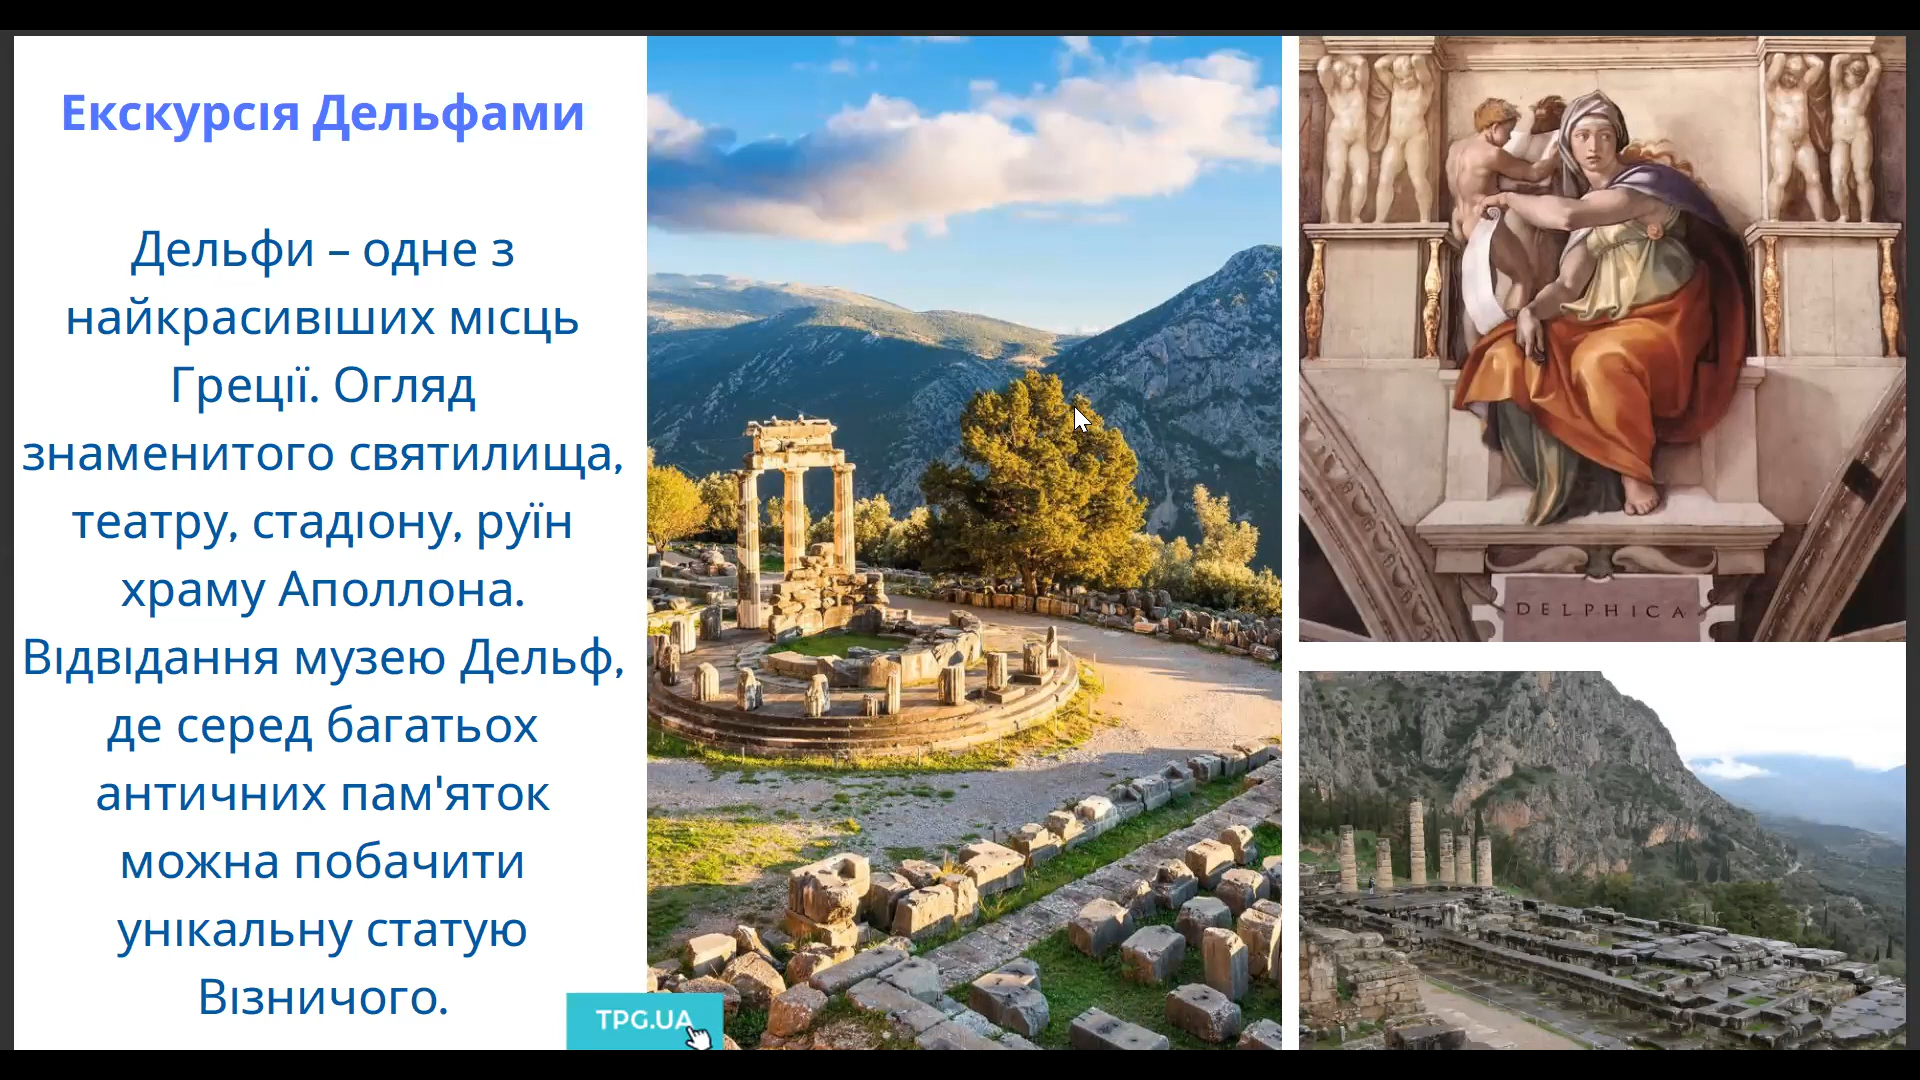 Екскурсія Дельфами
Дельфи – одне з
найкрасивіших місць
Греції. Огляд
знаменитого святилища,
театру, стадіону, руїн
храму Аполлона.
Відвідання музею Дельф,
де серед багатьох
античних пам'яток
можна побачити
унікальну статую
Візничого.
TPG.UA
DELPHICA